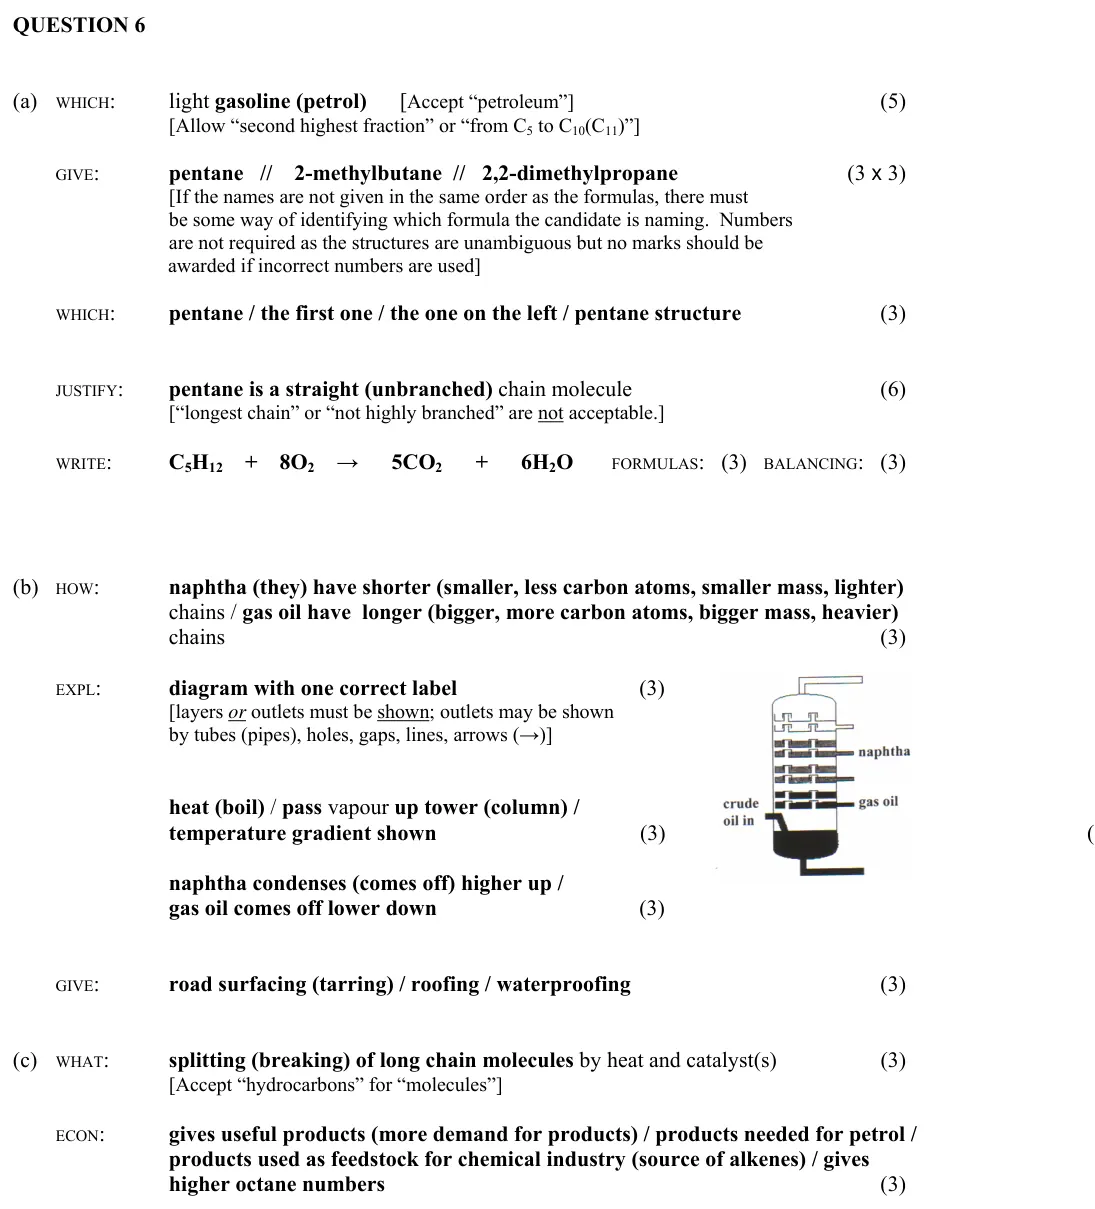 QUESTION 6
(a) WHICH: light gasoline (petrol) [Accept “petroleum”] (5)
[Allow “second highest fraction” or “from C₅ to C₁₀(C₁₁)”]
GIVE: pentane // 2-methylbutane // 2,2-dimethylpropane (3 x 3)
[If the names are not given in the same order as the formulas, there must
be some way of identifying which formula the candidate is naming. Numbers
are not required as the structures are unambiguous but no marks should be
awarded if incorrect numbers are used]
WHICH: pentane / the first one / the one on the left / pentane structure (3)
JUSTIFY: pentane is a straight (unbranched) chain molecule (6)
[“longest chain” or “not highly branched” are not acceptable.]
WRITE: C₅H₁₂ + 8O₂ → 5CO₂ + 6H₂O FORMULAS: (3) BALANCING: (3)
(b) HOW: naphtha (they) have shorter (smaller, less carbon atoms, smaller mass, lighter)
chains / gas oil have longer (bigger, more carbon atoms, bigger mass, heavier)
chains (3)
EXPL: diagram with one correct label (3)
[layers or outlets must be shown; outlets may be shown
by tubes (pipes), holes, gaps, lines, arrows (→)]
heat (boil) / pass vapour up tower (column) /
temperature gradient shown (3)
naphtha condenses (comes off) higher up /
gas oil comes off lower down (3)
naphtha
gas oil
crude
oil in
(
GIVE: road surfacing (tarring) / roofing / waterproofing (3)
(c) WHAT: splitting (breaking) of long chain molecules by heat and catalyst(s) (3)
[Accept “hydrocarbons” for “molecules”]
ECON: gives useful products (more demand for products) / products needed for petrol /
products used as feedstock for chemical industry (source of alkenes) / gives
higher octane numbers (3)